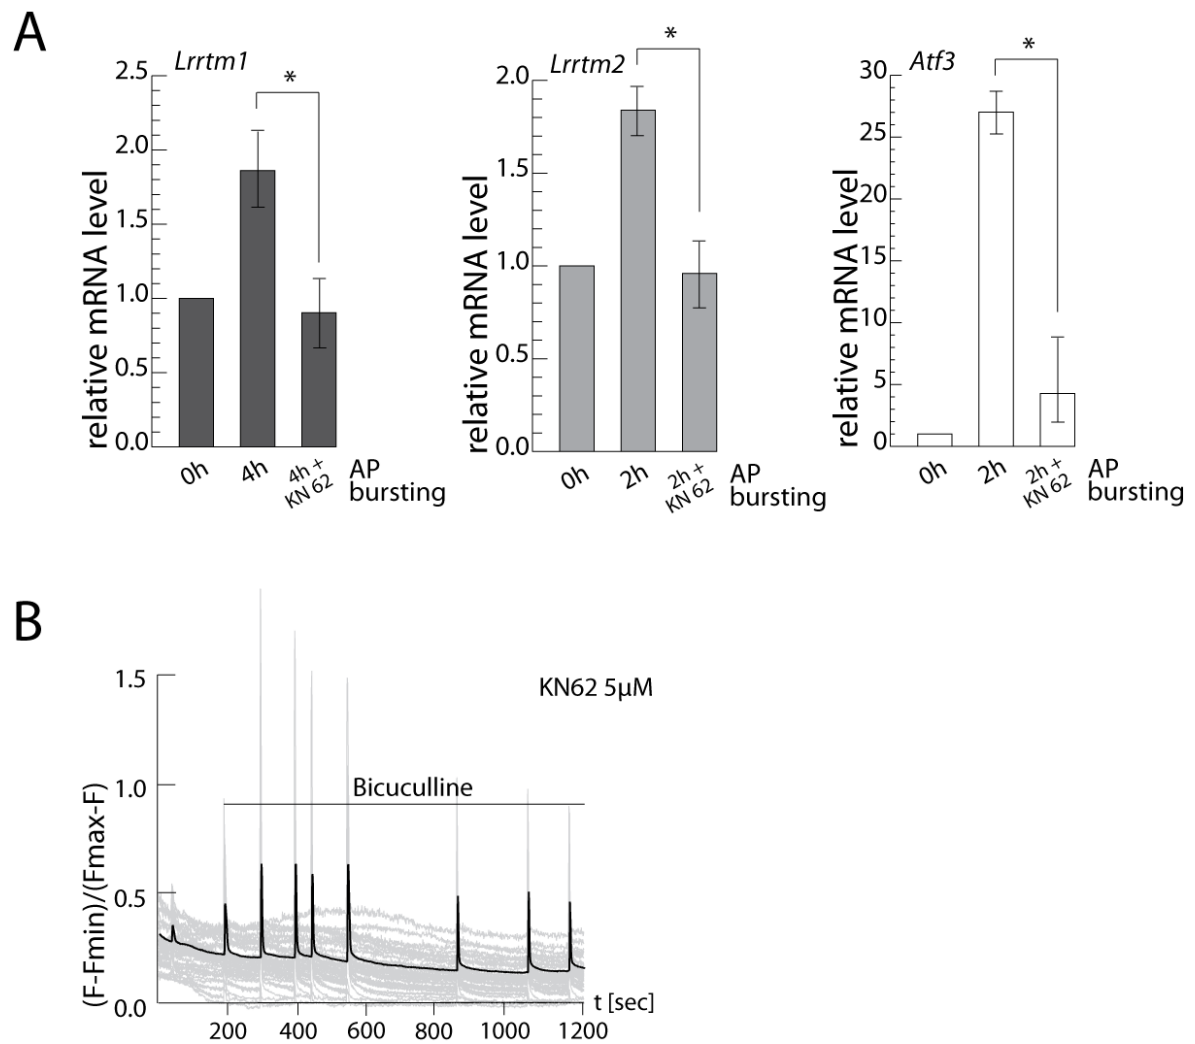 A
Lrrtm1
*
relative mRNA level
2.5
2.0
1.5
1.0
0.5
0.0
0h
4h
4h +
KN 62
AP
bursting
Lrrtm2
*
relative mRNA level
2.0
1.5
1.0
0.5
0.0
0h
2h
2h +
KN 62
AP
bursting
Atf3
*
relative mRNA level
30
25
20
15
10
5
0
0h
2h
2h +
KN 62
AP
bursting
B
KN62 5µM
Bicuculline
(F-Fmin)/(Fmax-F)
1.5
1.0
0.5
0.0
t [sec]
200
400
600
800
1000
1200